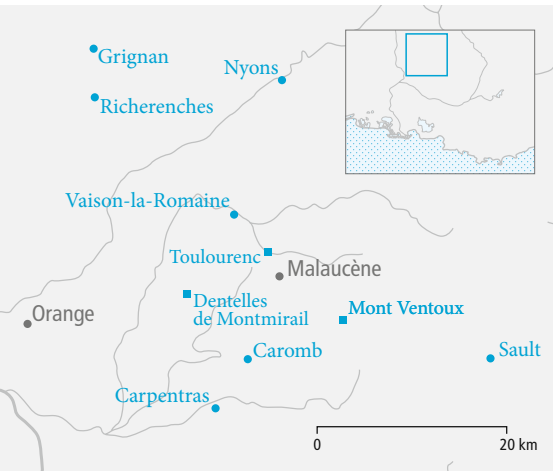 Grignan
Nyons
Richerenches
Vaison-la-Romaine
Toulourenc
Malaucène
Dentelles
de Montmirail
Mont Ventoux
Orange
Caromb
Sault
Carpentras
0
20 km